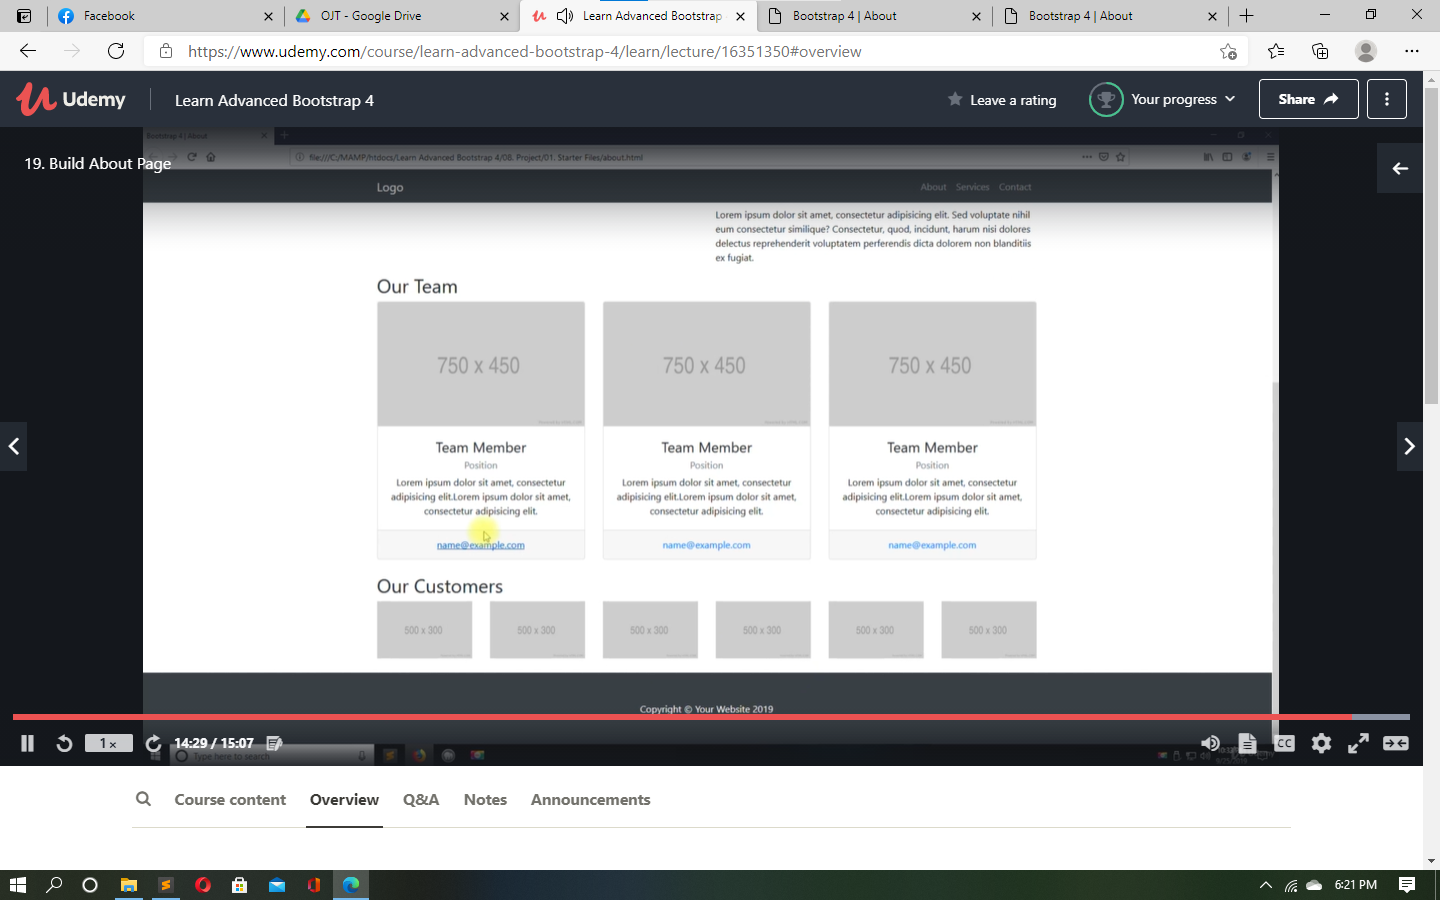 Facebook
OJT - Google Drive
Learn Advanced Bootstrap
Bootstrap 4 | About
Bootstrap 4 | About
https://www.udemy.com/course/learn-advanced-bootstrap-4/learn/lecture/16351350#overview
Udemy
Learn Advanced Bootstrap 4
Leave a rating
Your progress
Share
Bootstrap 4 | About
19. Build About Page
file:///C:/MAMP/htdocs/Learn Advanced Bootstrap 4/08. Project/01. Starter Files/about.html
Logo
About Services Contact
Lorem ipsum dolor sit amet, consectetur adipisicing elit. Sed voluptate nihil
eum consectetur similique? Consectetur, quod, incidunt, harum nisi dolores
delectus reprehenderit voluptatem perferendis dicta dolorem non blanditiis
ex fugiat.
Our Team
750 x 450
750 x 450
750 x 450
Team Member
Position
Lorem ipsum dolor sit amet, consectetur
adipisicing elit.Lorem ipsum dolor sit amet,
consectetur adipisicing elit.
name@example.com
Team Member
Position
Lorem ipsum dolor sit amet, consectetur
adipisicing elit.Lorem ipsum dolor sit amet,
consectetur adipisicing elit.
name@example.com
Team Member
Position
Lorem ipsum dolor sit amet, consectetur
adipisicing elit.Lorem ipsum dolor sit amet,
consectetur adipisicing elit.
name@example.com
Our Customers
500 x 300
500 x 300
500 x 300
500 x 300
500 x 300
500 x 300
Copyright © Your Website 2019
1x
14:29 / 15:07
CC
Type here to search
Course content
Overview
Q&A
Notes
Announcements
6:21 PM